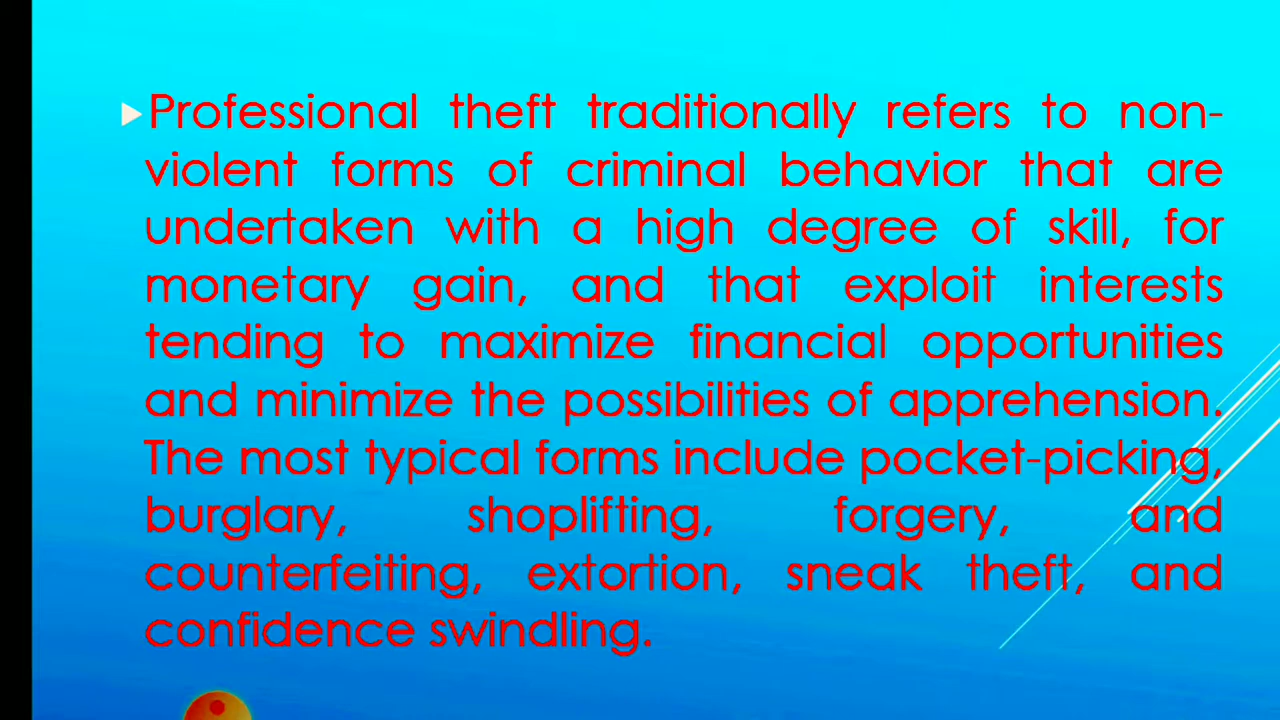 Professional theft traditionally refers to non-
violent forms of criminal behavior that are
undertaken with a high degree of skill, for
monetary gain, and that exploit interests
tending to maximize financial opportunities
and minimize the possibilities of apprehension.
The most typical forms include pocket-picking,
burglary, shoplifting, forgery, and
counterfeiting, extortion, sneak theft, and
confidence swindling.